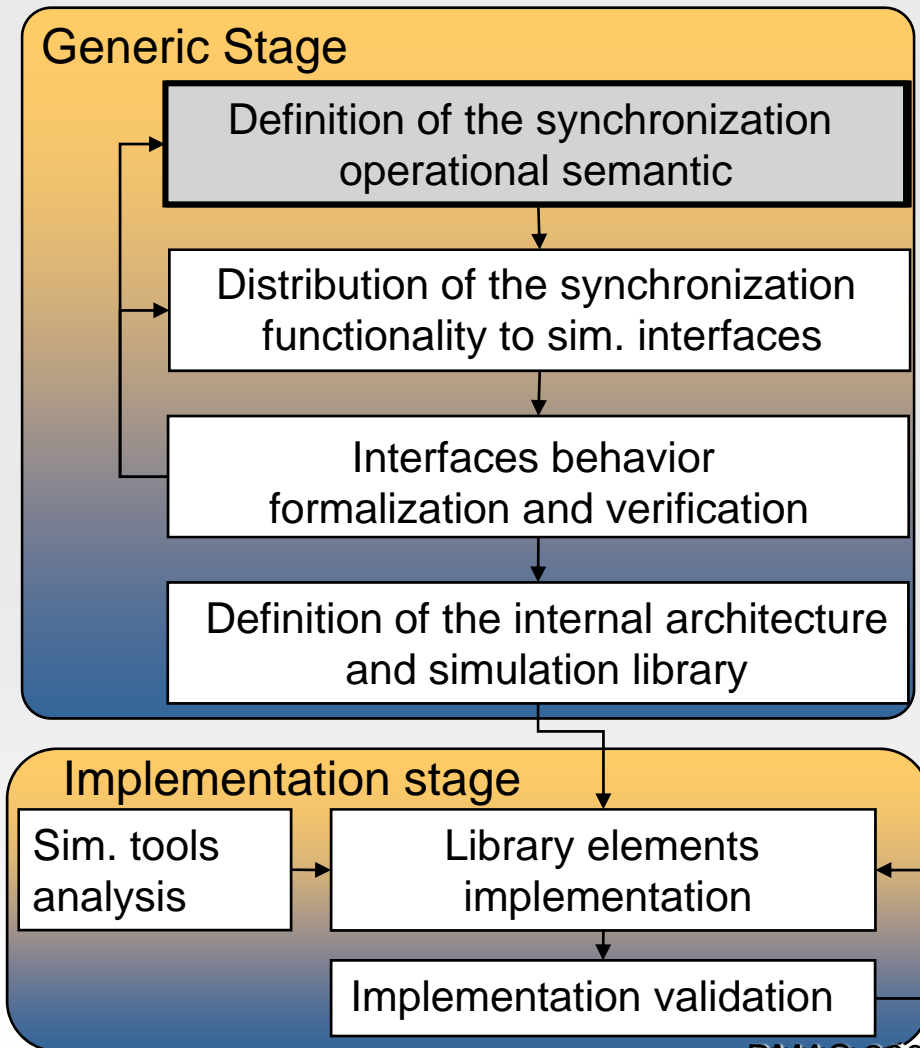 Generic Stage
Definition of the synchronization
operational semantic
Distribution of the synchronization
functionality to sim. interfaces
Interfaces behavior
formalization and verification
Definition of the internal architecture
and simulation library
Implementation stage
Sim. tools
analysis
Library elements
implementation
Implementation validation